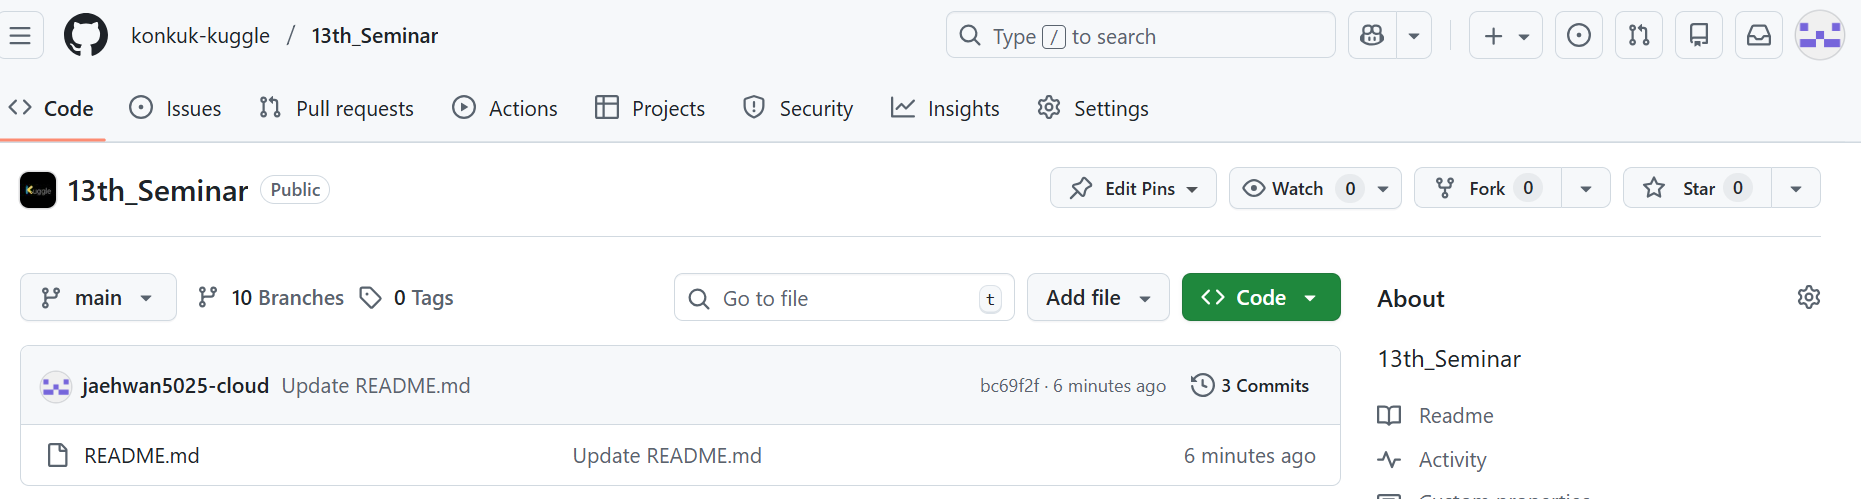 konkuk-kuggle / 13th_Seminar
Type / to search
Code Issues Pull requests Actions Projects Security Insights Settings
Kuggle 13th_Seminar Public
Edit Pins Watch 0 Fork 0 Star 0
main 10 Branches 0 Tags
Go to file t
Add file Code
About
jaehwan5025-cloud Update README.md bc69f2f · 6 minutes ago 3 Commits
README.md Update README.md 6 minutes ago
13th_Seminar
Readme
Activity
Custom properties